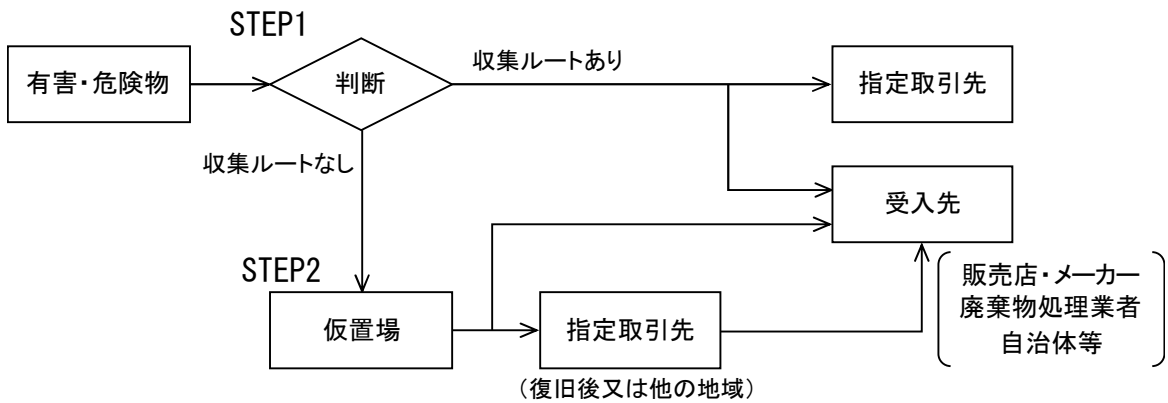 STEP1
有害・危険物
判断
収集ルートあり
指定取引先
収集ルートなし
受入先
STEP2
仮置場
指定取引先
(復旧後又は他の地域)
販売店・メーカー
廃棄物処理業者
自治体等